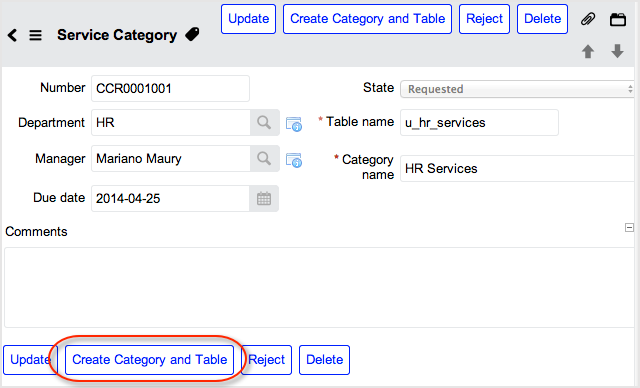 Service Category Update Create Category and Table Reject Delete
Number CCR0001001 State Requested
Department HR * Table name u_hr_services
Manager Mariano Maury * Category name HR Services
Due date 2014-04-25
Comments
Update Create Category and Table Reject Delete